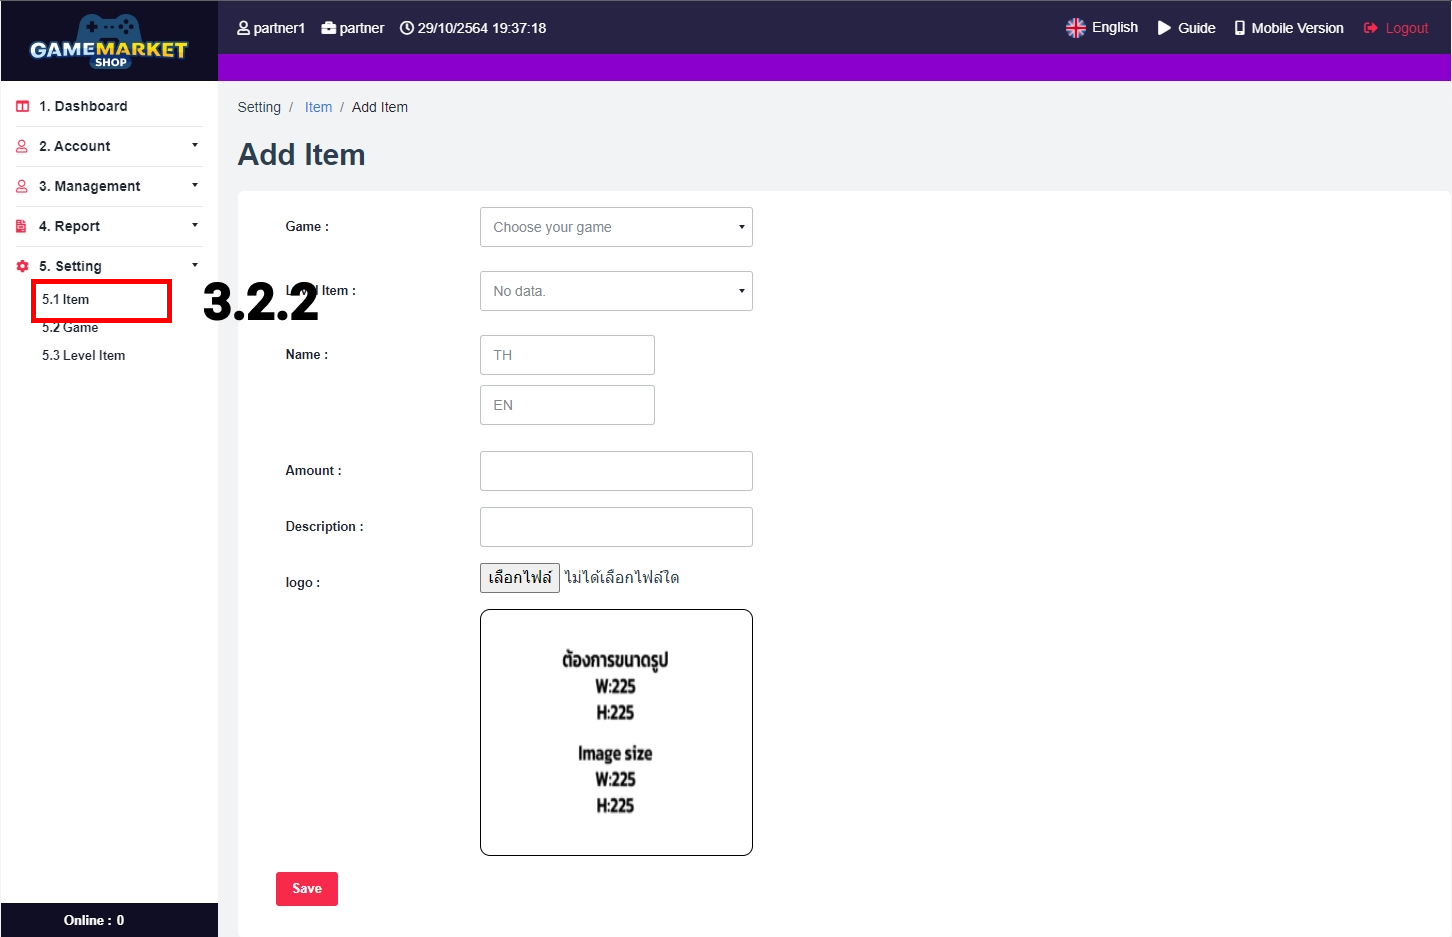 GAMEMARKET
SHOP
partner1 partner 29/10/2564 19:37:18
English Guide Mobile Version Logout
1. Dashboard
2. Account
3. Management
4. Report
5. Setting
5.1 Item
5.2 Game
5.3 Level Item
3.2.2
Online : 0
Setting / Item / Add Item
Add Item
Game :
Choose your game
Level Item :
No data.
Name :
TH
EN
Amount :
Description :
logo :
เลือกไฟล์ ไม่ได้เลือกไฟล์ใด
ต้องการขนาดรูป
W:225
H:225
Image size
W:225
H:225
Save